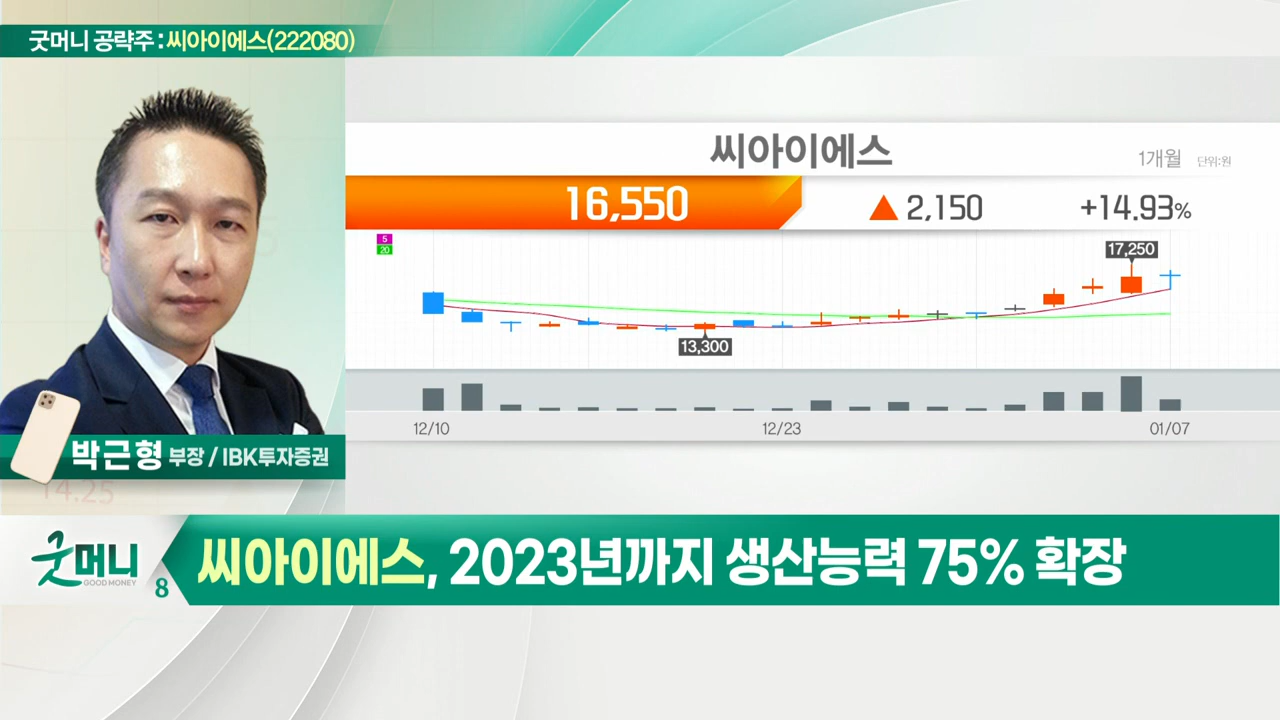 굿머니 공략주 : 씨아이에스(222080)
씨아이에스
1개월 단위:원
16,550 ▲ 2,150 +14.93%
5
20
17,250
13,300
12/10 12/23 01/07
박근형 부장 / IBK투자증권
14.25
굿머니
GOOD MONEY
8
씨아이에스, 2023년까지 생산능력 75% 확장